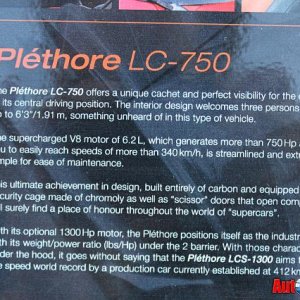 Pléthore LC-750
Pléthore LC-750 offers a unique cachet and perfect visibility for the
its central driving position. The interior design welcomes three persons
to 6'3"/1.91 m, something unheard of in this type of vehicle.
supercharged V8 motor of 6.2 L, which generates more than 750 Hp
you to easily reach speeds of more than 340 km/h, is streamlined and
for ease of maintenance.
This ultimate achievement in design, built entirely of carbon and equipped
security cage made of chromoly as well as "scissor" doors that open
surely find a place of honour throughout the world of "supercars".
With its optional 1300 Hp motor, the Pléthore positions itself as the
with its weight/power ratio (lbs/Hp) under the 2 barrier. With those
under the hood, it goes without saying that the Pléthore LCS-1300 aims
speed world record by a production car currently established at 412
Aut